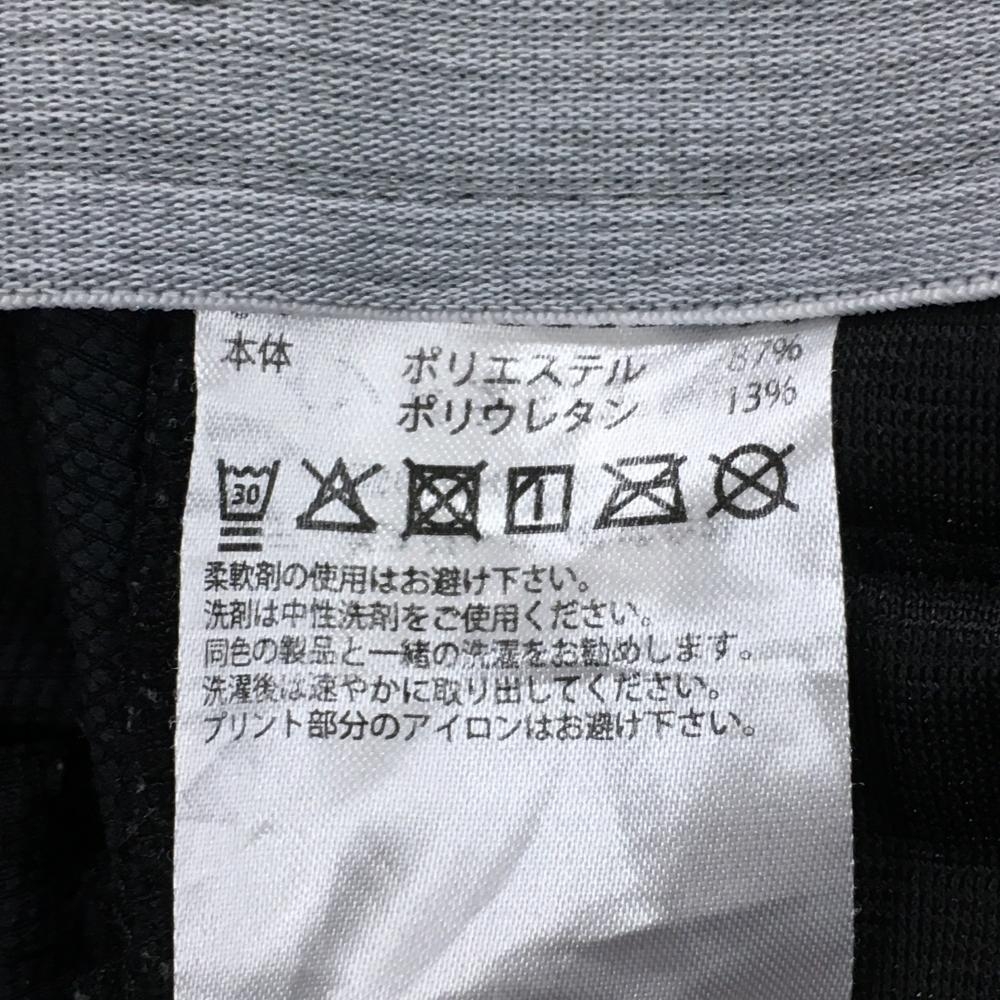 本体 ポリエステル 87%
ポリウレタン 13%
30
柔軟剤の使用はお避け下さい。
洗剤は中性洗剤をご使用ください。
同色の製品と一緒の洗濯をお勧めします。
洗濯後は速やかに取り出してください。
プリント部分のアイロンはお避け下さい。